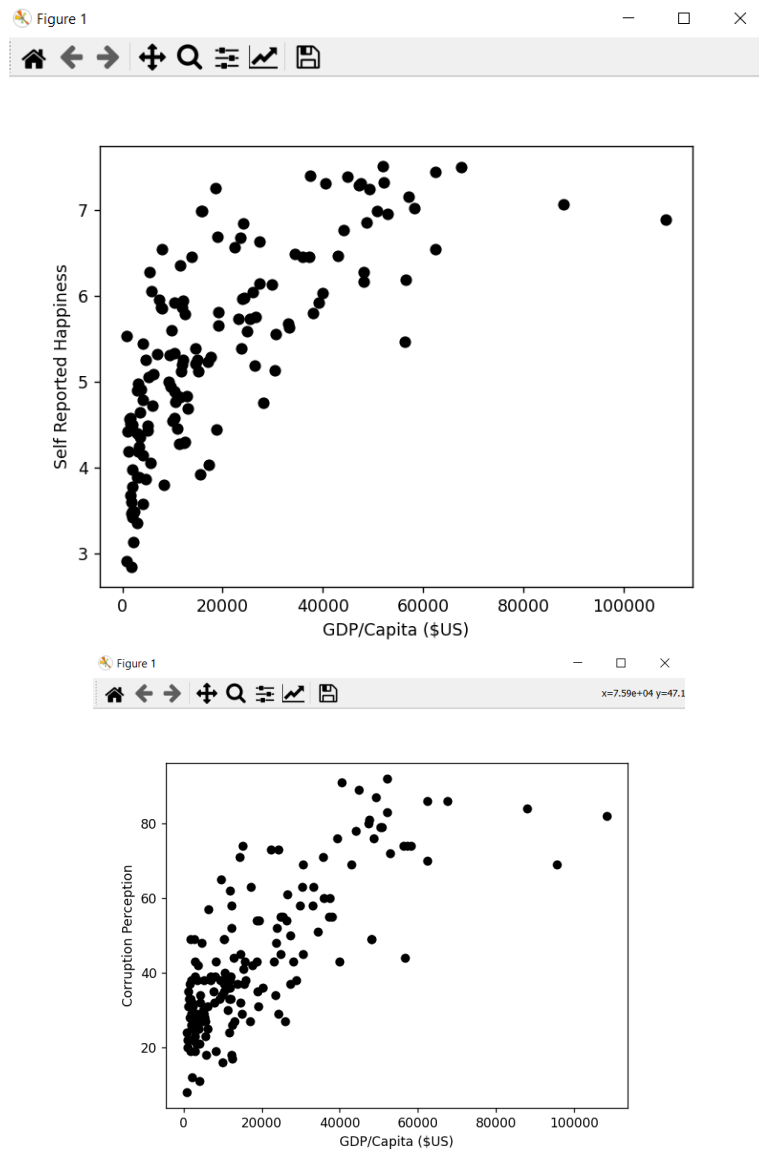 Figure 1
7
6
5
4
3
Self Reported Happiness
0 20000 40000 60000 80000 100000
GDP/Capita ($US)
Figure 1
x=7.59e+04 y=47.1
80
60
40
20
Corruption Perception
0 20000 40000 60000 80000 100000
GDP/Capita ($US)